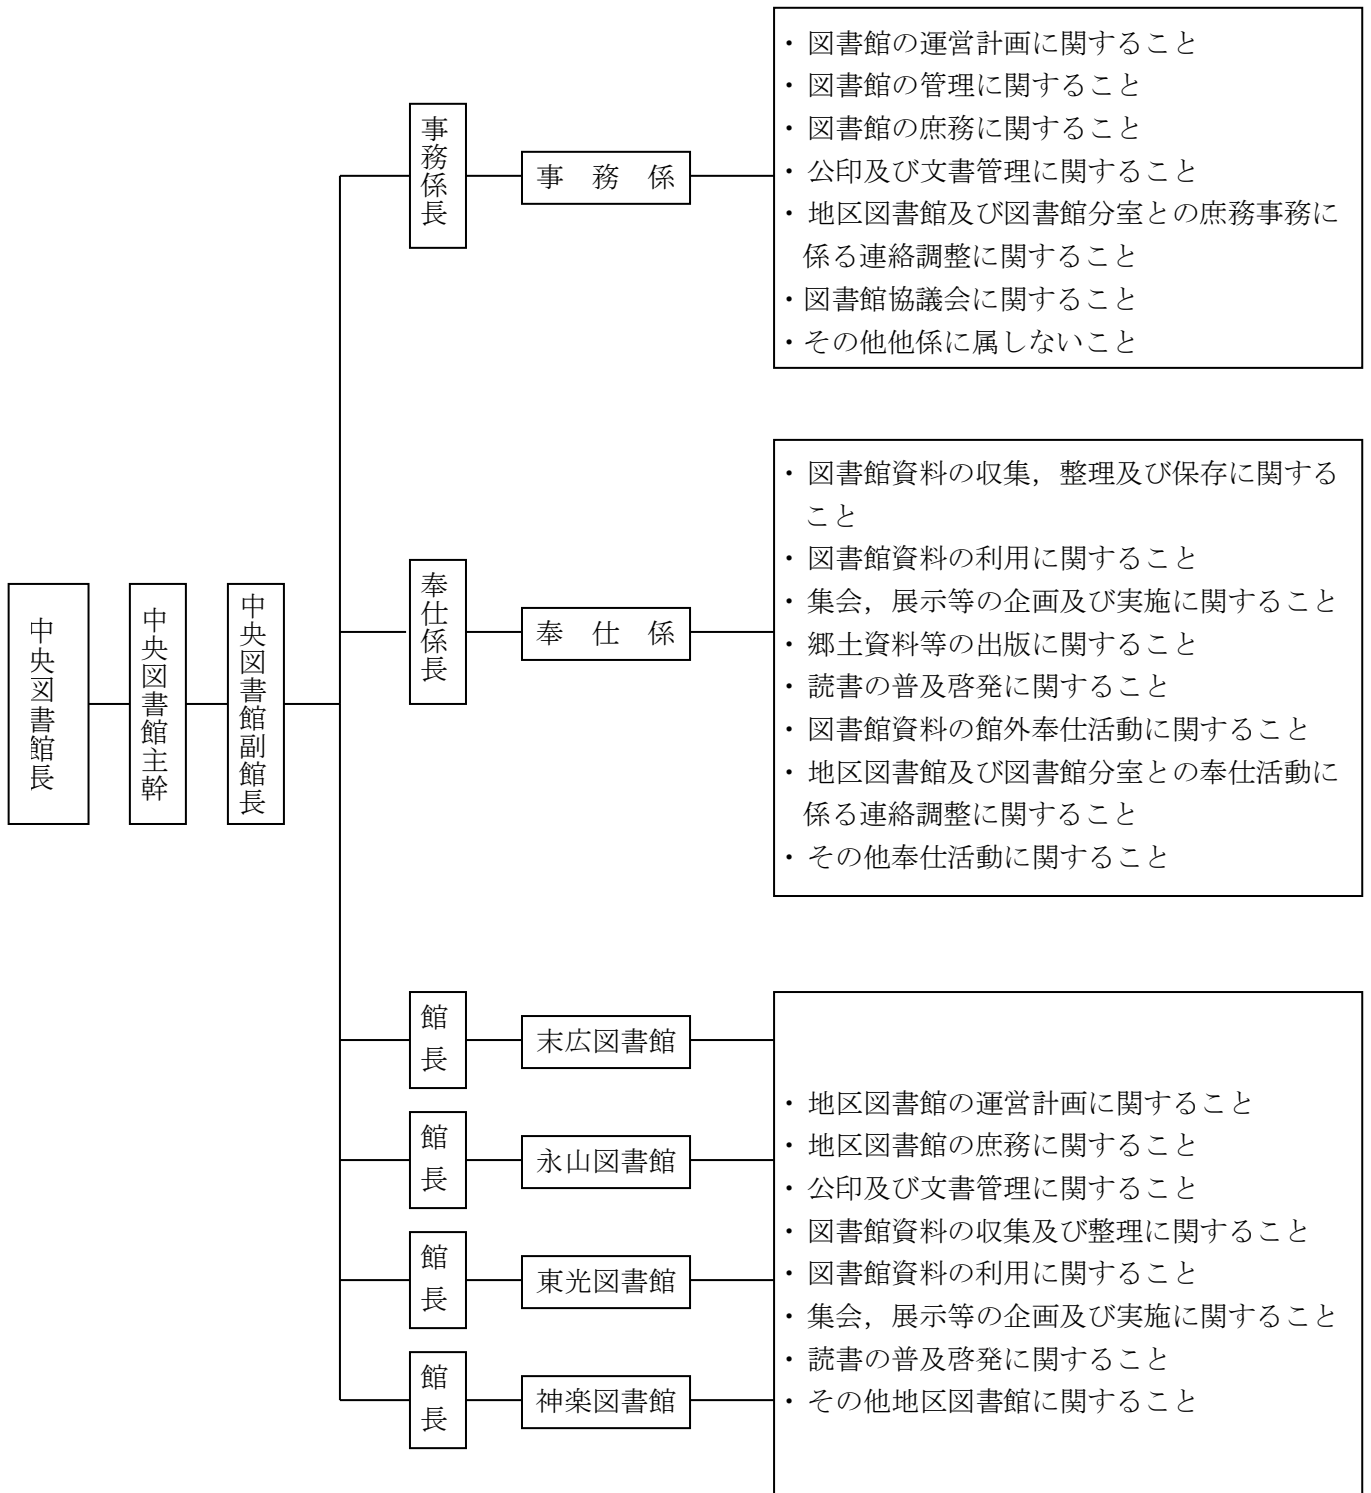 中央図書館長
中央図書館主幹
中央図書館副館長
事務係長
事　務　係
・図書館の運営計画に関すること
・図書館の管理に関すること
・図書館の庶務に関すること
・公印及び文書管理に関すること
・地区図書館及び図書館分室との庶務事務に
係る連絡調整に関すること
・図書館協議会に関すること
・その他他係に属しないこと
奉仕係長
奉　仕　係
・図書館資料の収集，整理及び保存に関する
こと
・図書館資料の利用に関すること
・集会，展示等の企画及び実施に関すること
・郷土資料等の出版に関すること
・読書の普及啓発に関すること
・図書館資料の館外奉仕活動に関すること
・地区図書館及び図書館分室との奉仕活動に
係る連絡調整に関すること
・その他奉仕活動に関すること
館長
末広図書館
館長
永山図書館
館長
東光図書館
館長
神楽図書館
・地区図書館の運営計画に関すること
・地区図書館の庶務に関すること
・公印及び文書管理に関すること
・図書館資料の収集及び整理に関すること
・図書館資料の利用に関すること
・集会，展示等の企画及び実施に関すること
・読書の普及啓発に関すること
・その他地区図書館に関すること